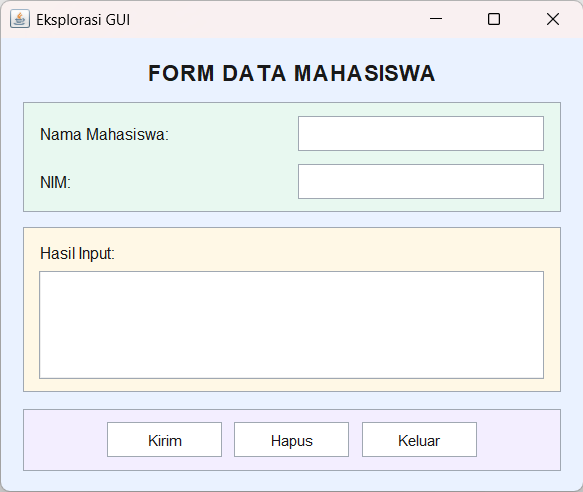 Eksplorasi GUI
FORM DATA MAHASISWA
Nama Mahasiswa:
NIM:
Hasil Input:
Kirim Hapus Keluar